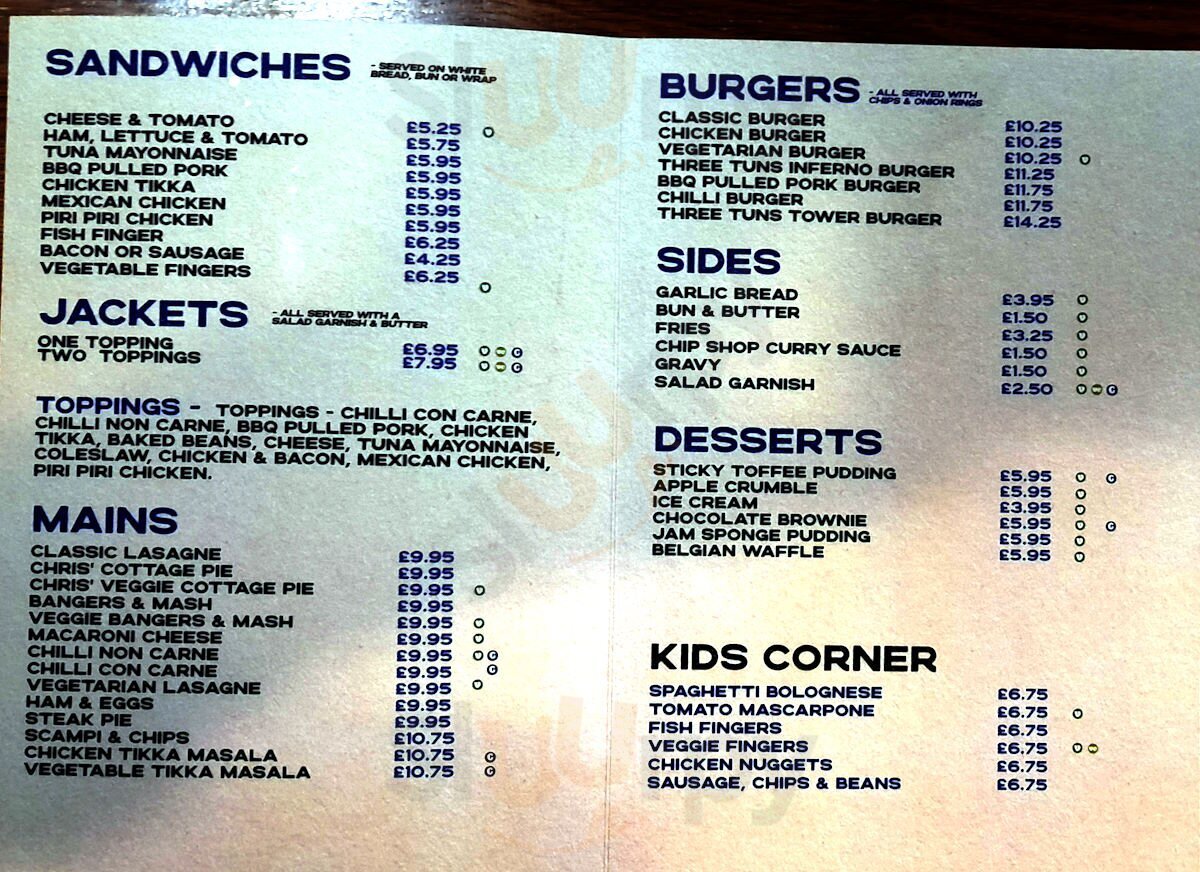 SANDWICHES - SERVED ON WHITE
BREAD, BUN OR WRAP
CHEESE & TOMATO £5.25
HAM, LETTUCE & TOMATO £5.75
TUNA MAYONNAISE £5.95
BBQ PULLED PORK £5.95
CHICKEN TIKKA £5.95
MEXICAN CHICKEN £5.95
PIRI PIRI CHICKEN £5.95
FISH FINGER £6.25
BACON OR SAUSAGE £4.25
VEGETABLE FINGERS £6.25
JACKETS - ALL SERVED WITH A
SALAD GARNISH & BUTTER
ONE TOPPING £6.95
TWO TOPPINGS £7.95
TOPPINGS - TOPPINGS - CHILLI CON CARNE,
CHILLI NON CARNE, BBQ PULLED PORK, CHICKEN
TIKKA, BAKED BEANS, CHEESE, TUNA MAYONNAISE,
COLESLAW, CHICKEN & BACON, MEXICAN CHICKEN,
PIRI PIRI CHICKEN.
MAINS
CLASSIC LASAGNE £9.95
CHRIS' COTTAGE PIE £9.95
CHRIS' VEGGIE COTTAGE PIE £9.95
BANGERS & MASH £9.95
VEGGIE BANGERS & MASH £9.95
MACARONI CHEESE £9.95
CHILLI NON CARNE £9.95
CHILLI CON CARNE £9.95
VEGETARIAN LASAGNE £9.95
HAM & EGGS £9.95
STEAK PIE £9.95
SCAMPI & CHIPS £10.75
CHICKEN TIKKA MASALA £10.75
VEGETABLE TIKKA MASALA £10.75
BURGERS - ALL SERVED WITH
CHIPS & ONION RINGS
CLASSIC BURGER £10.25
CHICKEN BURGER £10.25
VEGETARIAN BURGER £10.25
THREE TUNS INFERNO BURGER £11.25
BBQ PULLED PORK BURGER £11.75
CHILLI BURGER £11.75
THREE TUNS TOWER BURGER £14.25
SIDES
GARLIC BREAD £3.95
BUN & BUTTER £1.50
FRIES £3.25
CHIP SHOP CURRY SAUCE £1.50
GRAVY £1.50
SALAD GARNISH £2.50
DESSERTS
STICKY TOFFEE PUDDING £5.95
APPLE CRUMBLE £5.95
ICE CREAM £3.95
CHOCOLATE BROWNIE £5.95
JAM SPONGE PUDDING £5.95
BELGIAN WAFFLE £5.95
KIDS CORNER
SPAGHETTI BOLOGNESE £6.75
TOMATO MASCARPONE £6.75
FISH FINGERS £6.75
VEGGIE FINGERS £6.75
CHICKEN NUGGETS £6.75
SAUSAGE, CHIPS & BEANS £6.75